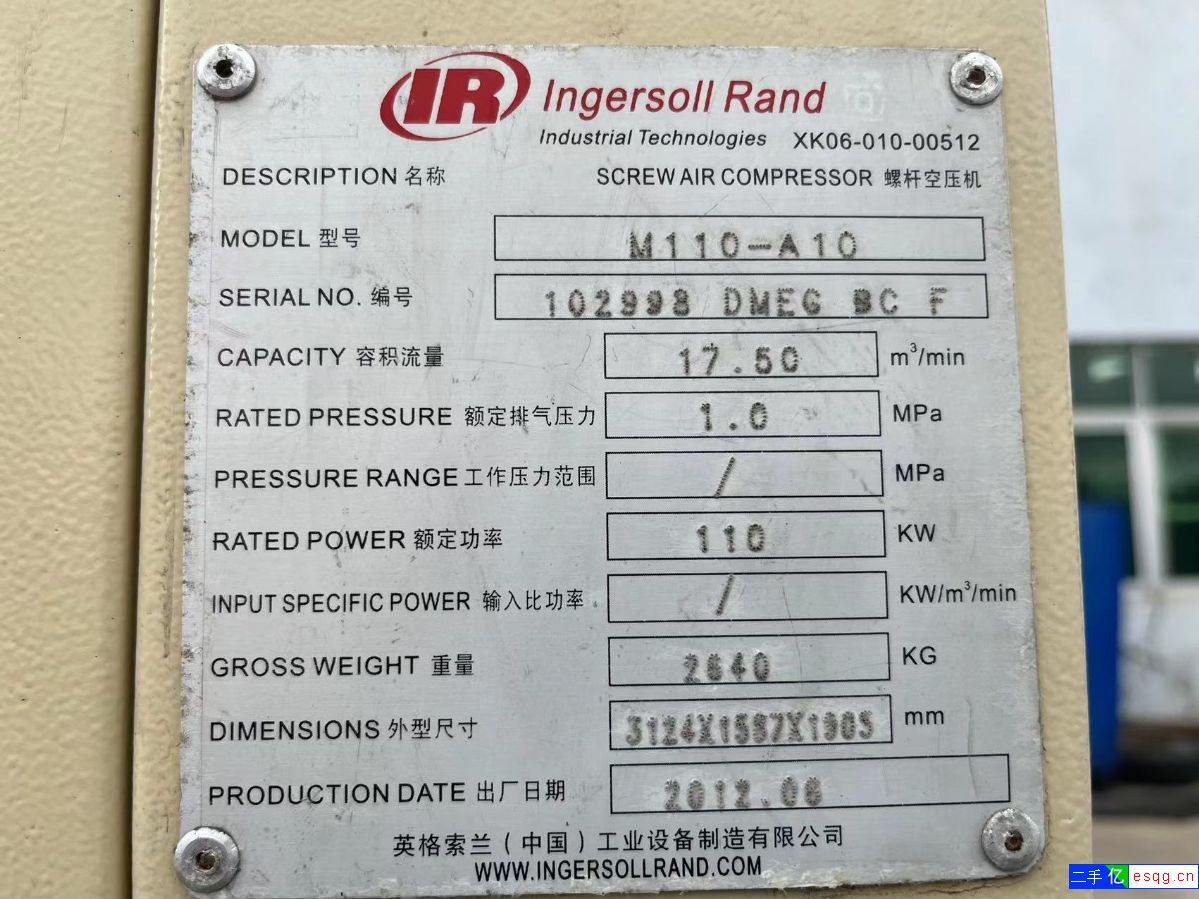 IR Ingersoll Rand
Industrial Technologies XK06-010-00512
DESCRIPTION 名称 SCREW AIR COMPRESSOR 螺杆空压机
MODEL 型号 M110-A10
SERIAL NO. 编号 102998 DMEG BC F
CAPACITY 容积流量 17.50 m³/min
RATED PRESSURE 额定排气压力 1.0 MPa
PRESSURE RANGE 工作压力范围 / MPa
RATED POWER 额定功率 110 KW
INPUT SPECIFIC POWER 输入比功率 / KW/m³/min
GROSS WEIGHT 重量 2640 KG
DIMENSIONS 外型尺寸 3124X1587X1905 mm
PRODUCTION DATE 出厂日期 2012.06
英格索兰(中国)工业设备制造有限公司
WWW.INGERSOLLRAND.COM
二手亿 esqg.cn